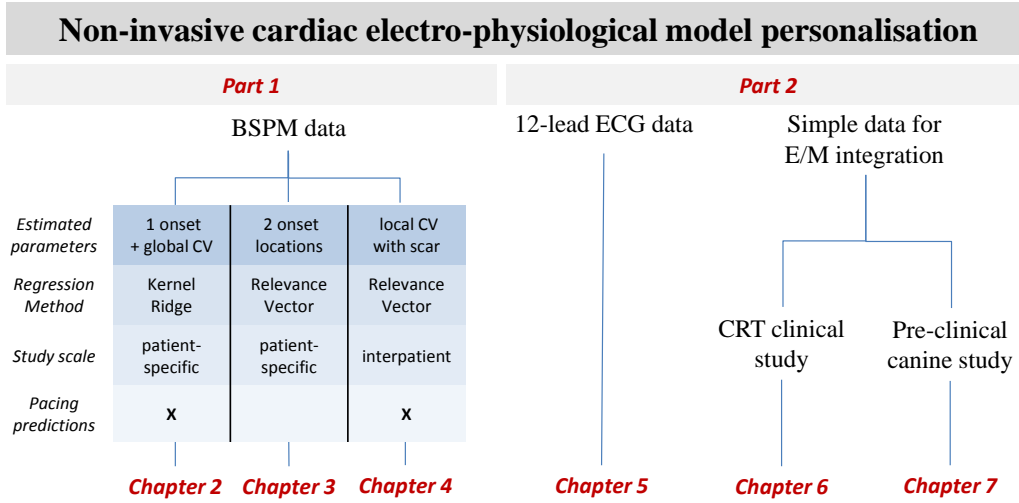 Non-invasive cardiac electro-physiological model personalisation
Part 1
Part 2
BSPM data
12-lead ECG data
Simple data for
E/M integration
Estimated
parameters
1 onset
+ global CV
2 onset
locations
local CV
with scar
Regression
Method
Kernel
Ridge
Relevance
Vector
Relevance
Vector
Study scale
patient-
specific
patient-
specific
interpatient
Pacing
predictions
X
X
CRT clinical
study
Pre-clinical
canine study
Chapter 2
Chapter 3
Chapter 4
Chapter 5
Chapter 6
Chapter 7